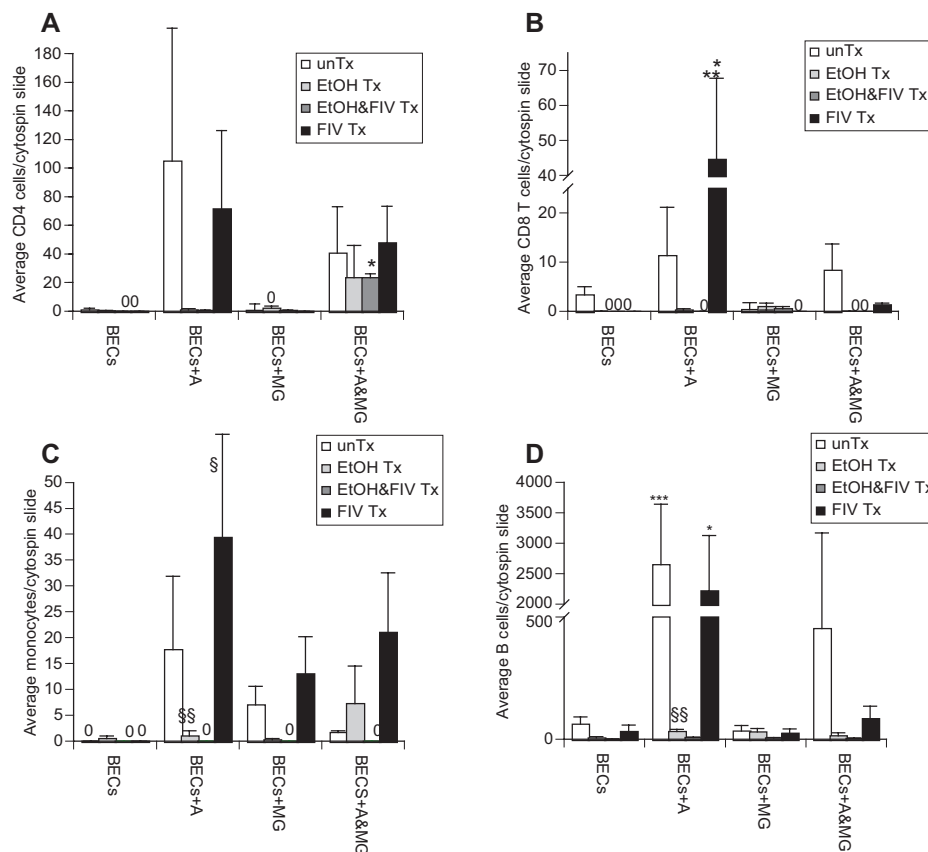 A
Average CD4 cells/cytospin slide
180
160
140
120
100
80
60
40
20
0
unTx
EtOH Tx
EtOH&FIV Tx
FIV Tx
00
0
*
BECs
BECs+A
BECs+MG
BECs+A&MG
B
Average CD8 T cells/cytospin slide
70
60
50
40
20
10
0
unTx
EtOH Tx
EtOH&FIV Tx
FIV Tx
*
**
000
0
0
00
BECs
BECs+A
BECs+MG
BECs+A&MG
C
Average monocytes/cytospin slide
50
45
40
35
30
25
20
15
10
5
0
unTx
EtOH Tx
EtOH&FIV Tx
FIV Tx
§
0
0 0
§§
0
0
0
BECs
BECs+A
BECs+MG
BECS+A&MG
D
Average B cells/cytospin slide
4000
3500
3000
2500
2000
500
0
unTx
EtOH Tx
EtOH&FIV Tx
FIV Tx
***
*
§§
BECs
BECs+A
BECs+MG
BECs+A&MG